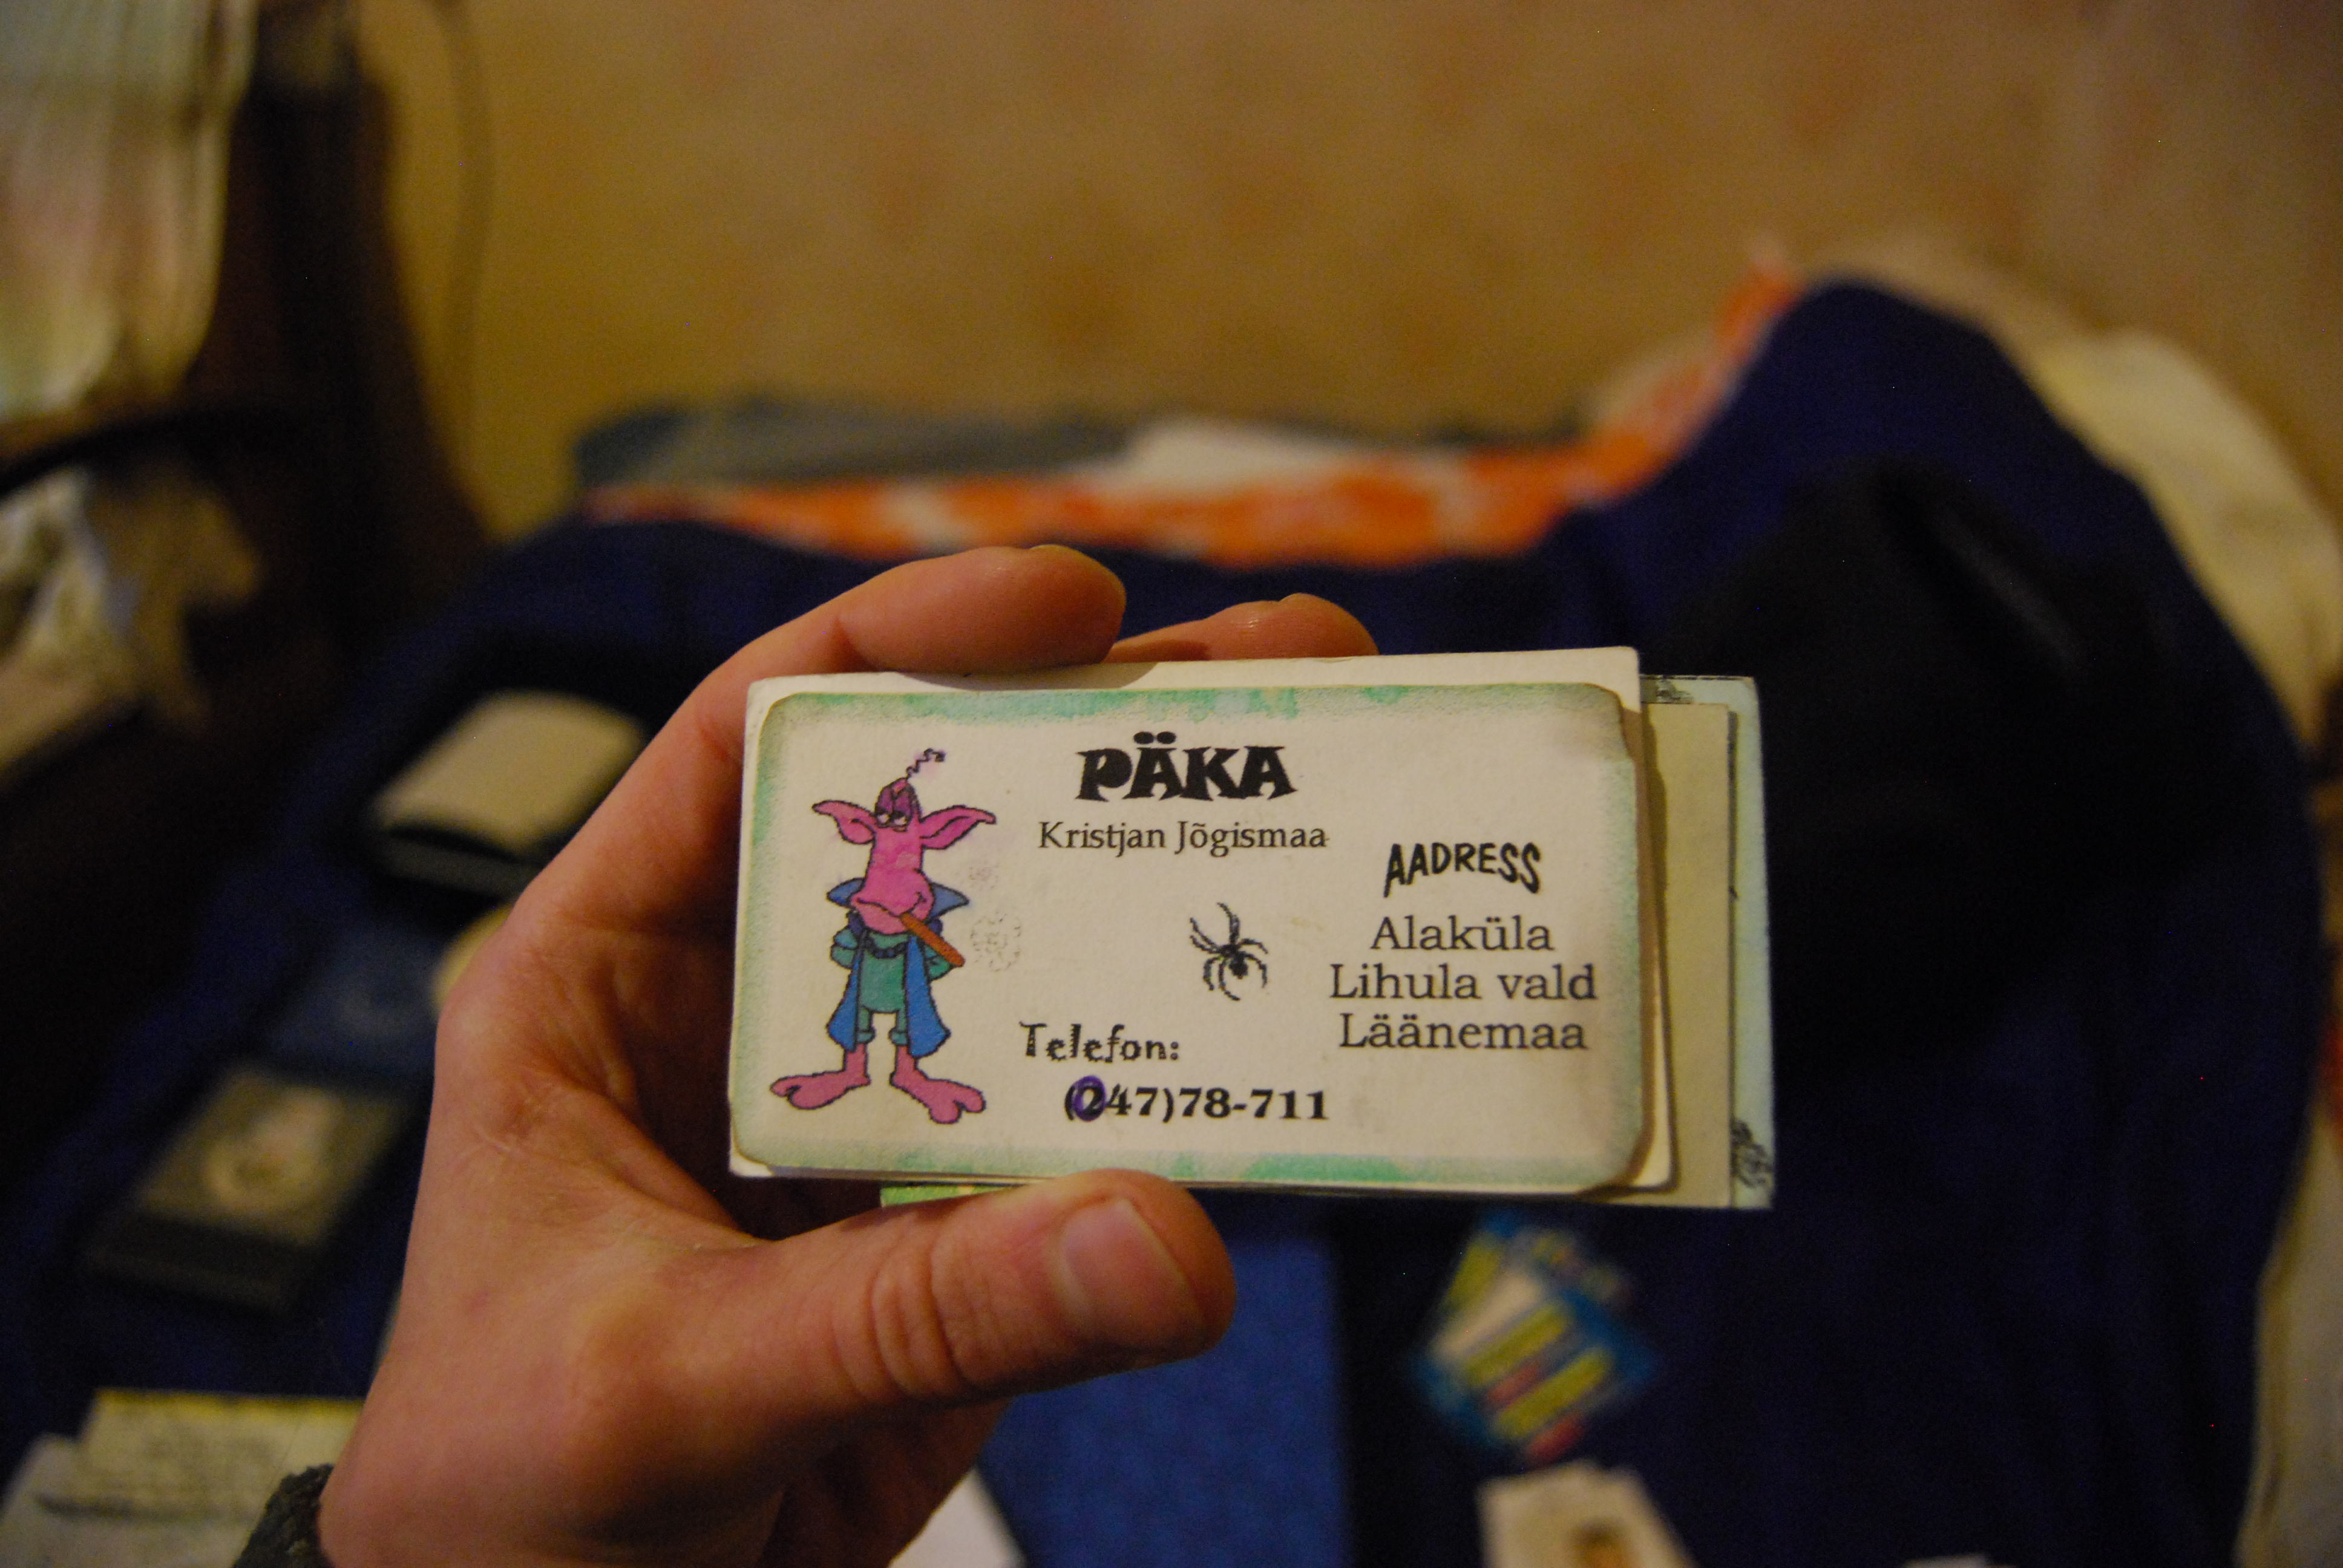 PÄKA
Kristjan Jõgismaa
AADRESS
Alaküla
Lihula vald
Läänemaa
Telefon:
(247)78-711